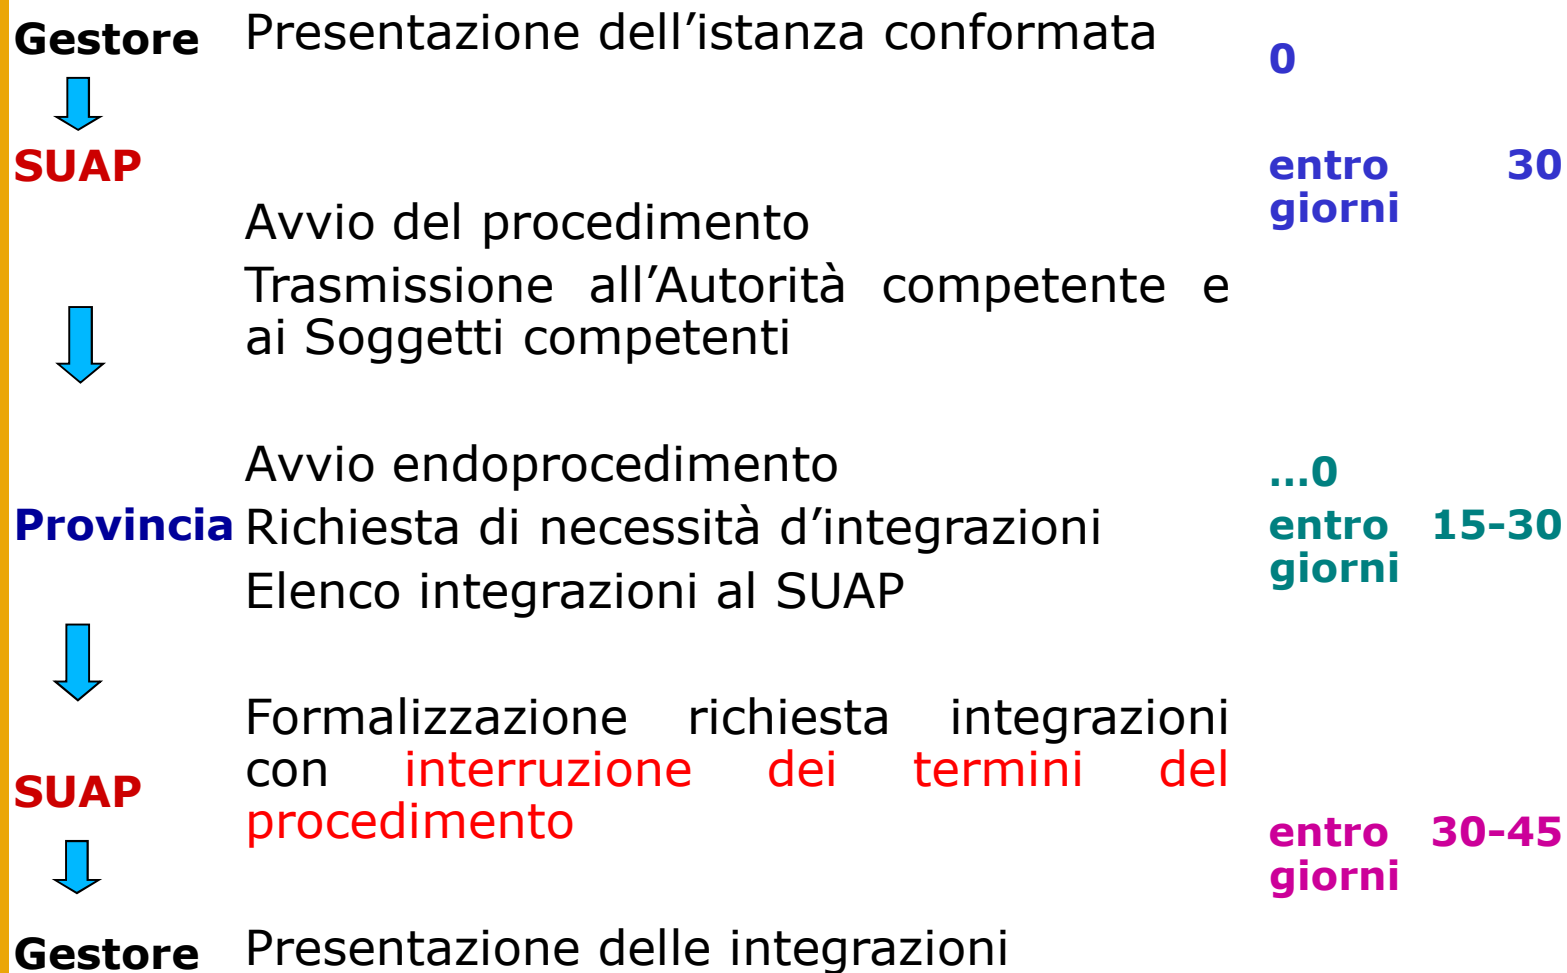 Gestore Presentazione dell’istanza conformata
0
SUAP
entro 30
giorni
Avvio del procedimento
Trasmissione all’Autorità competente e
ai Soggetti competenti
Avvio endoprocedimento
…0
Provincia Richiesta di necessità d’integrazioni
entro 15-30
giorni
Elenco integrazioni al SUAP
Formalizzazione richiesta integrazioni
con interruzione dei termini del
procedimento
SUAP
entro 30-45
giorni
Gestore Presentazione delle integrazioni